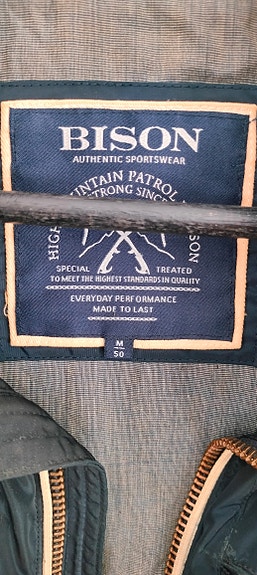 BISON
AUTHENTIC SPORTSWEAR
MOUNTAIN PATROL
STRONG SINCE
SPECIAL TREATED
TO MEET THE HIGHEST STANDARDS IN QUALITY
EVERYDAY PERFORMANCE
MADE TO LAST
M
50